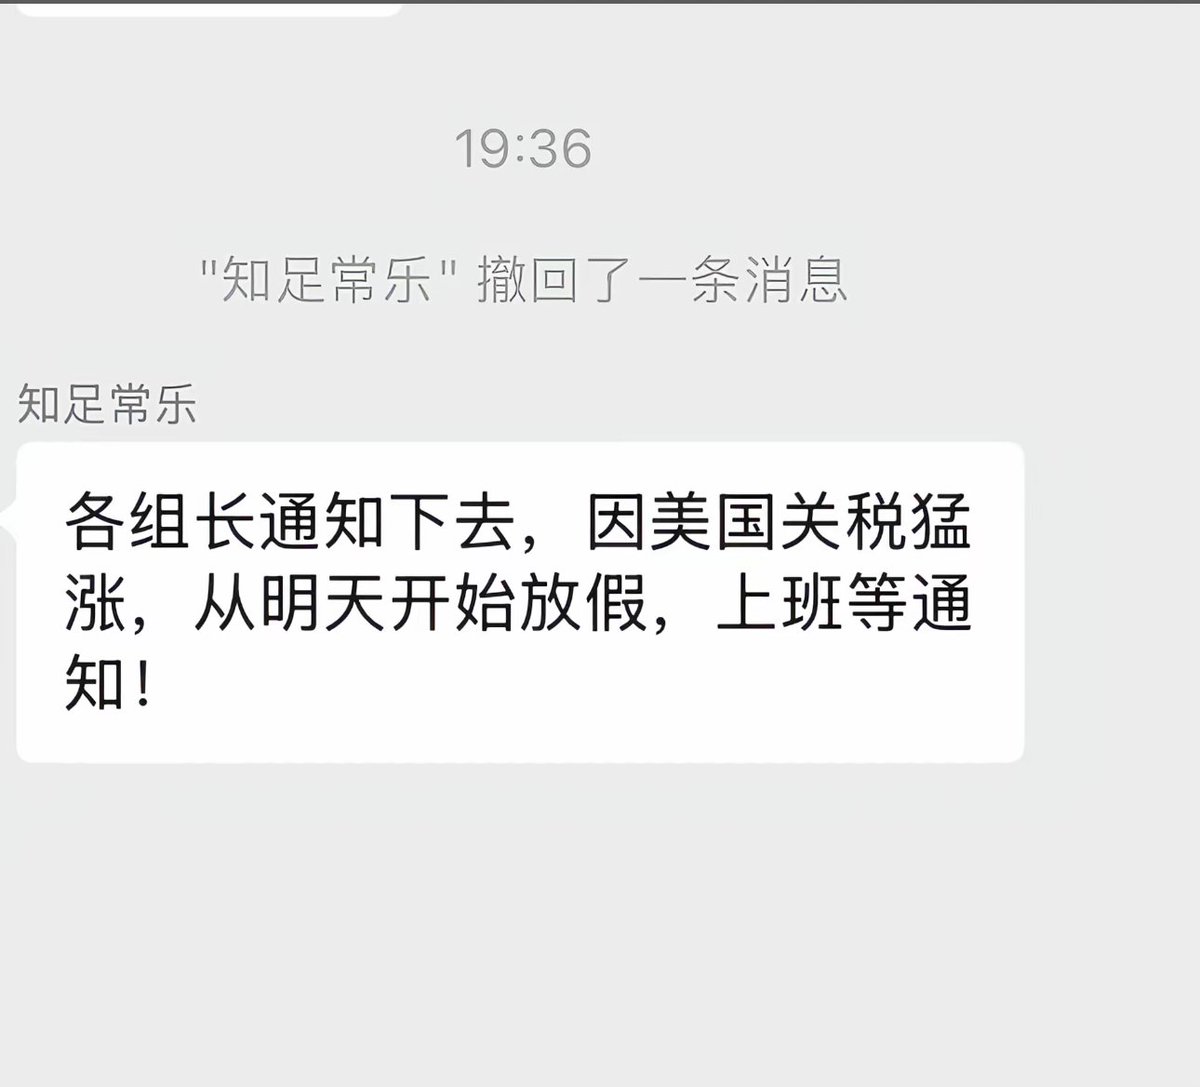 19:36
"知足常乐" 撤回了一条消息
知足常乐
各组长通知下去，因美国关税猛
涨，从明天开始放假，上班等通
知！